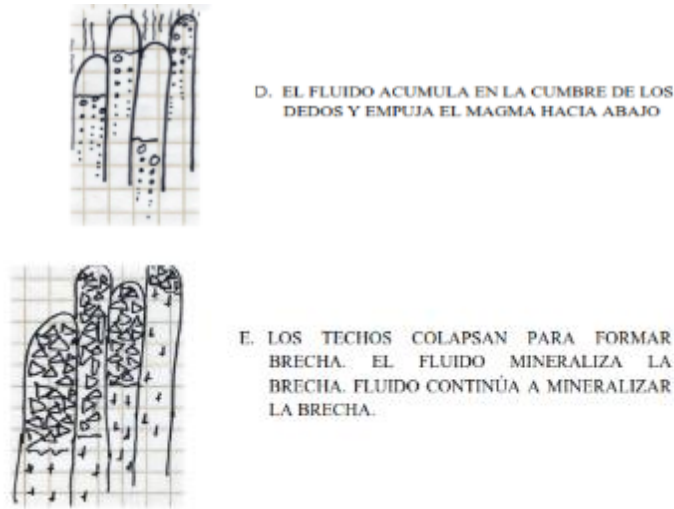 D. EL FLUIDO ACUMULA EN LA CUMBRE DE LOS
DEDOS Y EMPUJA EL MAGMA HACIA ABAJO
E. LOS TECHOS COLAPSAN PARA FORMAR
BRECHA. EL FLUIDO MINERALIZA LA
BRECHA. FLUIDO CONTINÚA A MINERALIZAR
LA BRECHA.